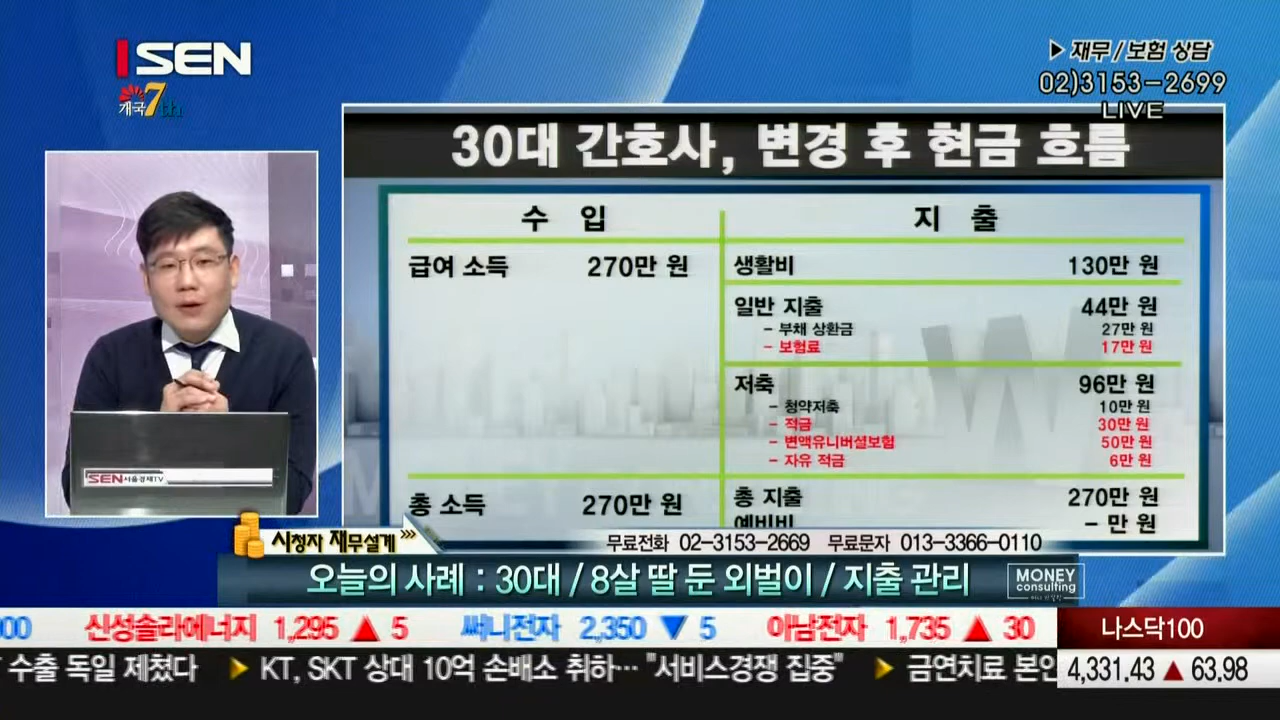 SEN
개국 7th
▶ 재무/보험 상담
02)3153-2699
LIVE
30대 간호사, 변경 후 현금 흐름
수 입
지 출
급여 소득 270만 원
생활비 130만 원
일반 지출 44만 원
- 부채 상환금 27만 원
- 보험료 17만 원
저축 96만 원
- 청약저축 10만 원
- 적금 30만 원
- 변액유니버셜보험 50만 원
- 자유 적금 6만 원
총 소득 270만 원
총 지출 270만 원
예비비 - 만 원
SEN 서울경제TV
시청자 재무설계
무료전화 02-3153-2669 무료문자 013-3366-0110
오늘의 사례 : 30대 / 8살 딸 둔 외벌이 / 지출 관리
MONEY
consulting
00 신성솔라에너지 1,295 ▲ 5 써니전자 2,350 ▼ 5 아남전자 1,735 ▲ 30
나스닥100
수출 독일 제쳤다 ▶ KT, SKT 상대 10억 손배소 취하… "서비스경쟁 집중" ▶ 금연치료 본인
4,331.43 ▲ 63.98